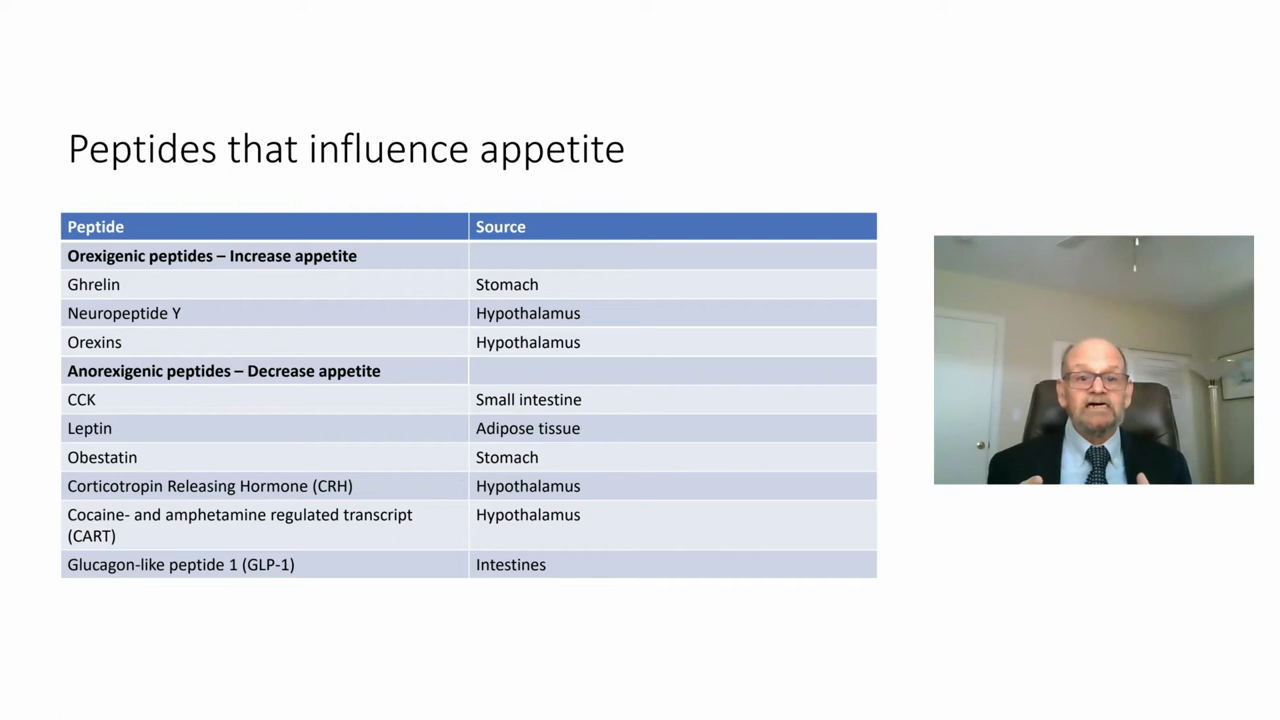 Peptides that influence appetite
Peptide Source
Orexigenic peptides – Increase appetite
Ghrelin Stomach
Neuropeptide Y Hypothalamus
Orexins Hypothalamus
Anorexigenic peptides – Decrease appetite
CCK Small intestine
Leptin Adipose tissue
Obestatin Stomach
Corticotropin Releasing Hormone (CRH) Hypothalamus
Cocaine- and amphetamine regulated transcript Hypothalamus
(CART)
Glucagon-like peptide 1 (GLP-1) Intestines